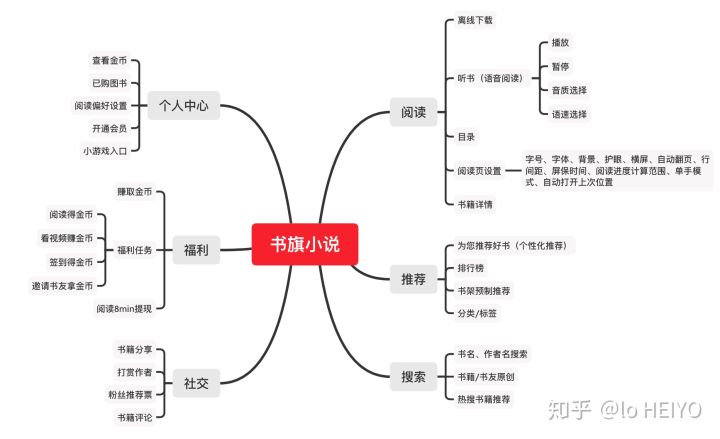 书旗小说
个人中心
查看金币
已购图书
阅读偏好设置
开通会员
小游戏入口
福利
赚取金币
福利任务
阅读得金币
看视频赚金币
签到得金币
邀请书友拿金币
阅读8min提现
社交
书籍分享
打赏作者
粉丝推荐票
书籍评论
阅读
离线下载
听书（语音阅读）
播放
暂停
音质选择
语速选择
目录
阅读页设置
字号、字体、背景、护眼、横屏、自动翻页、行
间距、屏保时间、阅读进度计算范围、单手模
式、自动打开上次位置
书籍详情
推荐
为您推荐好书（个性化推荐）
排行榜
书架预制推荐
分类/标签
搜索
书名、作者名搜索
书籍/书友原创
热搜书籍推荐
知乎 @lo HEIYO